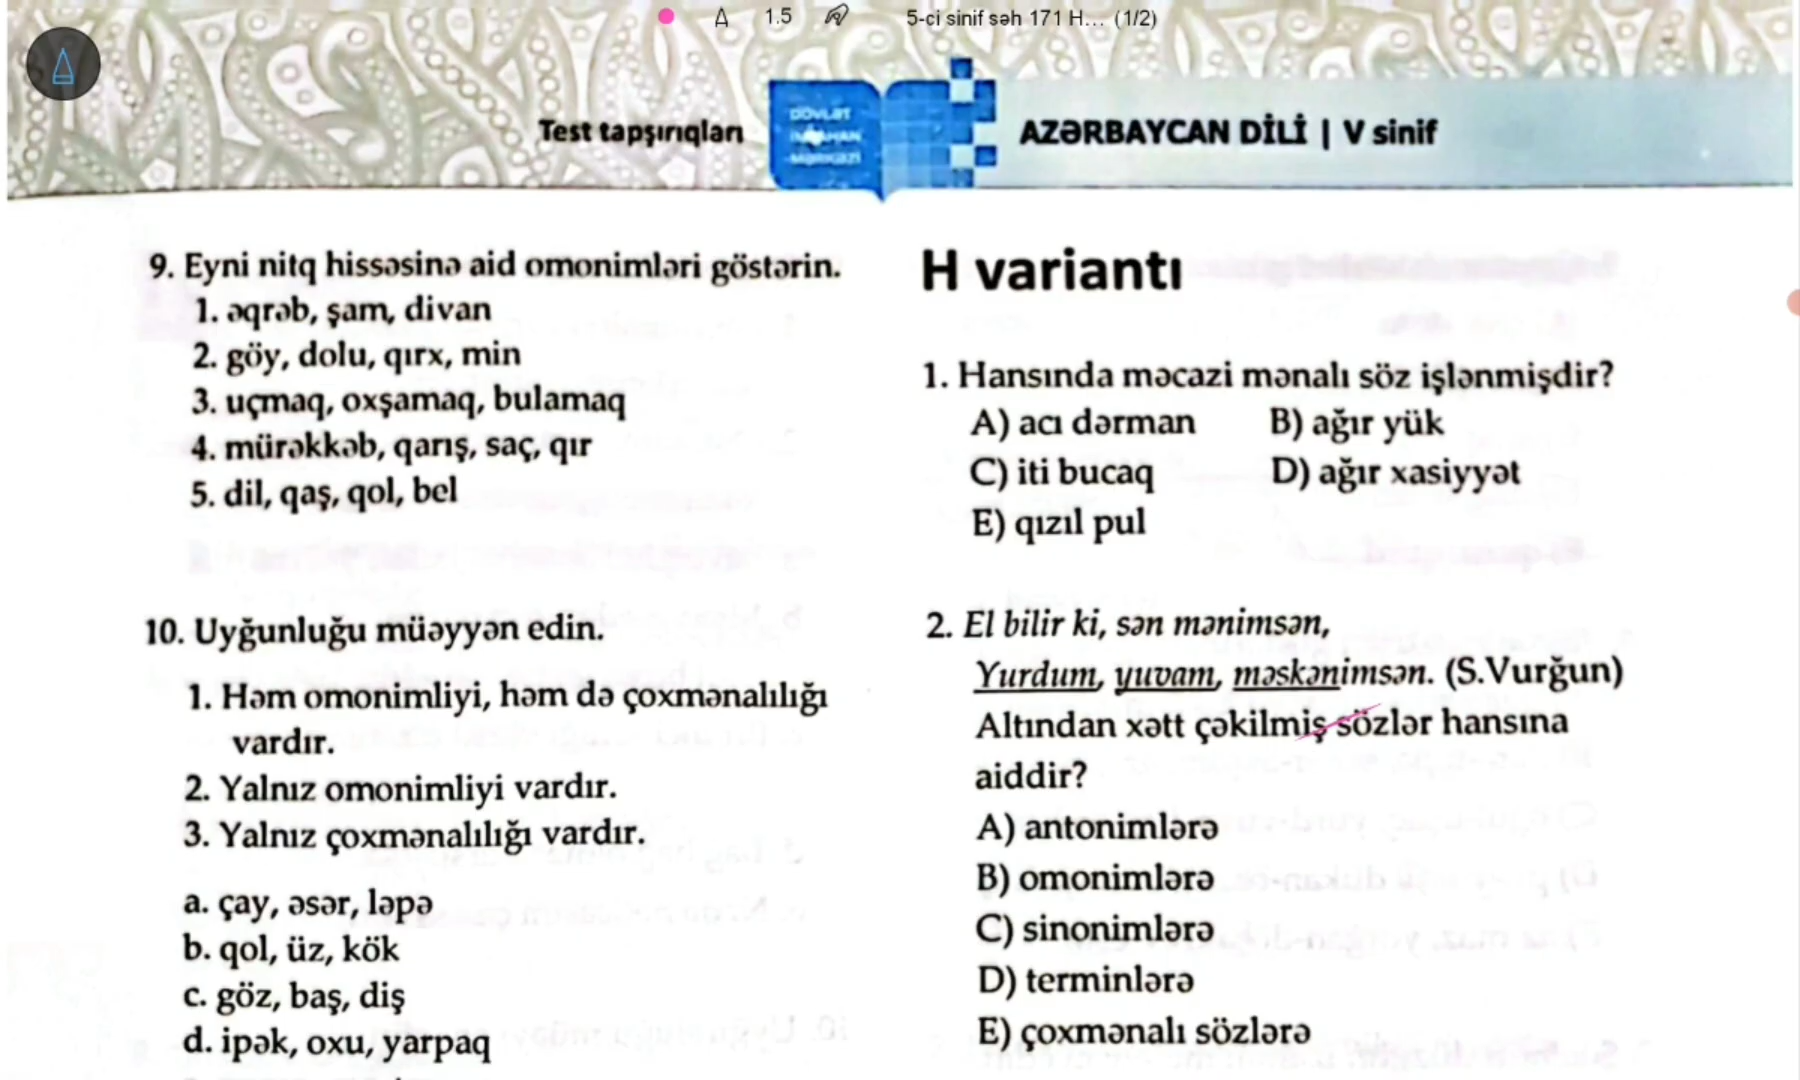 1.5
5-ci sinif səh 171 H... (1/2)
Test tapşırıqları
DÖVLƏT
İMTAHAN
MƏRKƏZİ
AZƏRBAYCAN DİLİ | V sinif
9. Eyni nitq hissəsinə aid omonimləri göstərin.
1. əqrəb, şam, divan
2. göy, dolu, qırx, min
3. uçmaq, oxşamaq, bulamaq
4. mürəkkəb, qarış, saç, qır
5. dil, qaş, qol, bel
10. Uyğunluğu müəyyən edin.
1. Həm omonimliyi, həm də çoxmənalılığı
vardır.
2. Yalnız omonimliyi vardır.
3. Yalnız çoxmənalılığı vardır.
a. çay, əsər, ləpə
b. qol, üz, kök
c. göz, baş, diş
d. ipək, oxu, yarpaq
H variantı
1. Hansında məcazi mənalı söz işlənmişdir?
A) acı dərman B) ağır yük
C) iti bucaq D) ağır xasiyyət
E) qızıl pul
2. El bilir ki, sən mənimsən,
Yurdum, yuvam, məskənimsən. (S.Vurğun)
Altından xətt çəkilmiş sözlər hansına
aiddir?
A) antonimlərə
B) omonimlərə
C) sinonimlərə
D) terminlərə
E) çoxmənalı sözlərə